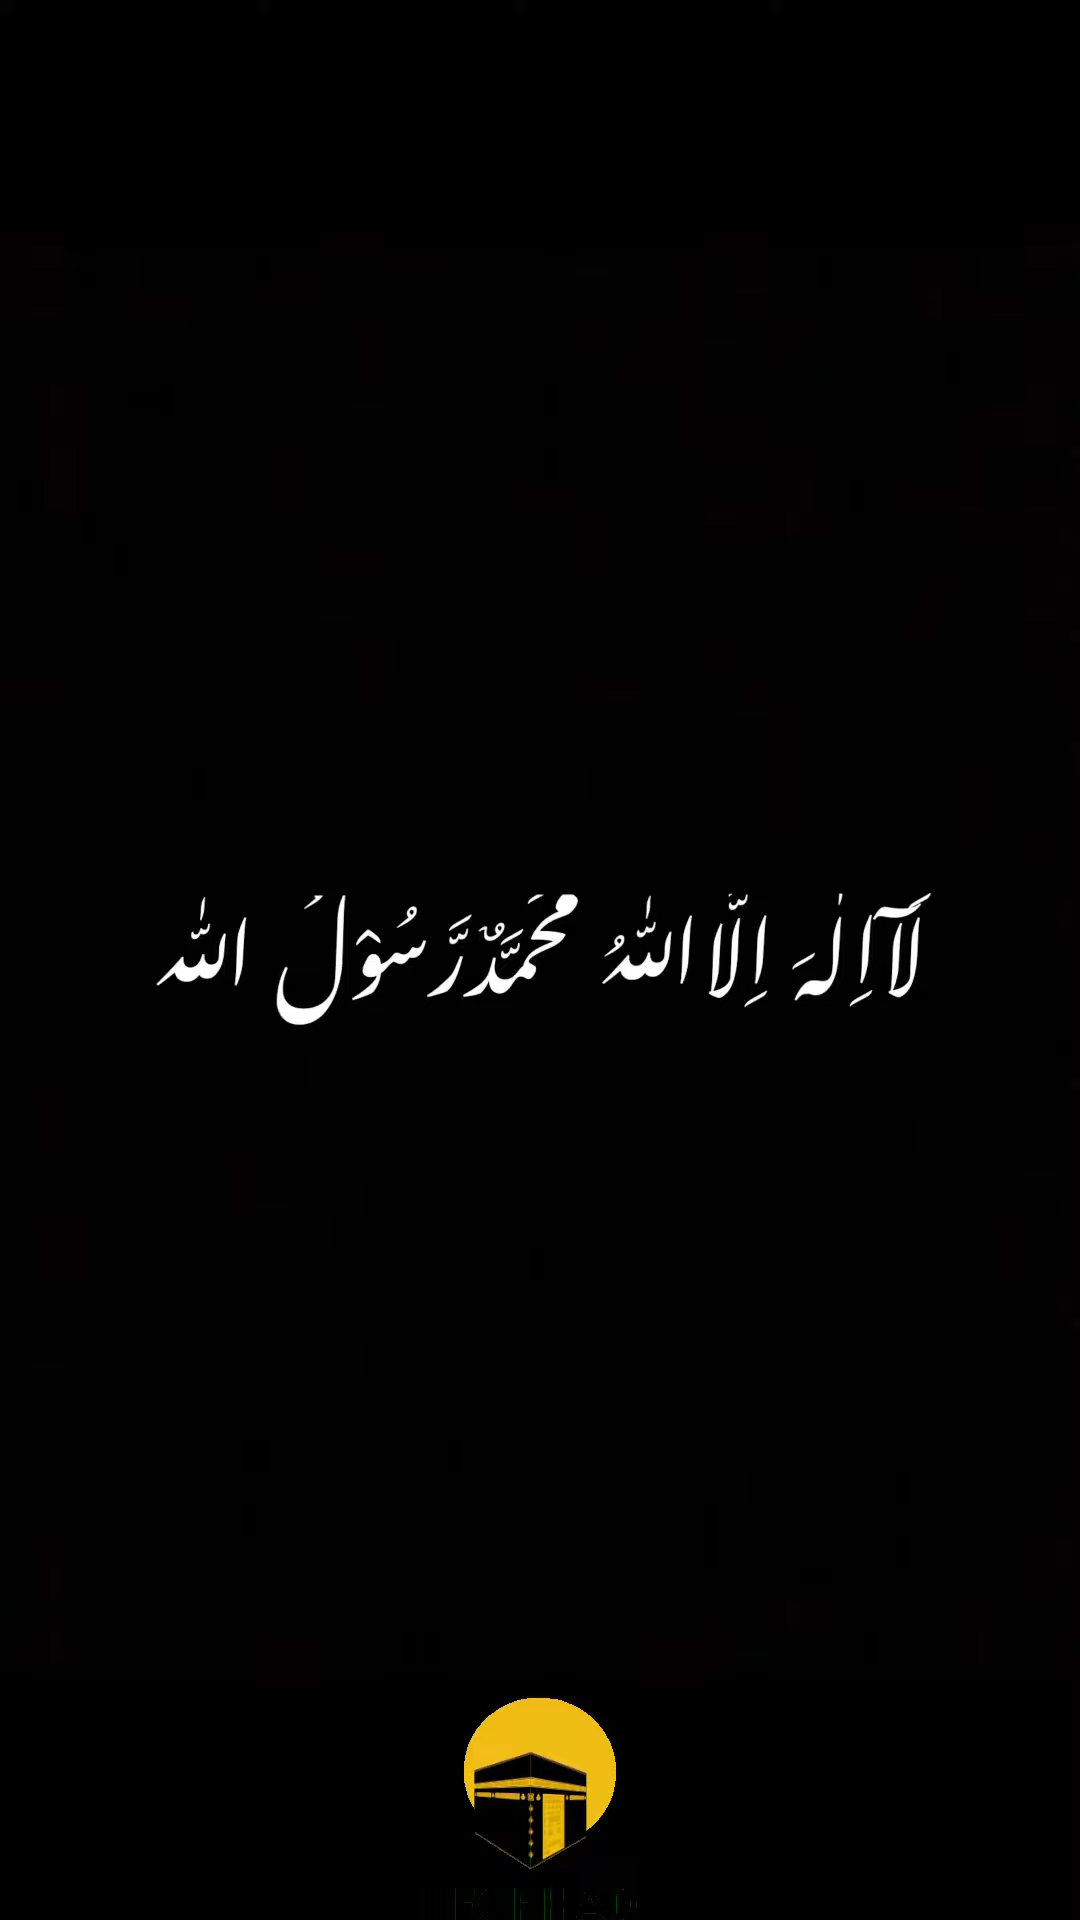 لَآ اِلٰهَ اِلَّا اللّٰهُ مُحَمَّدٌ رَّسُوْلُ اللّٰه